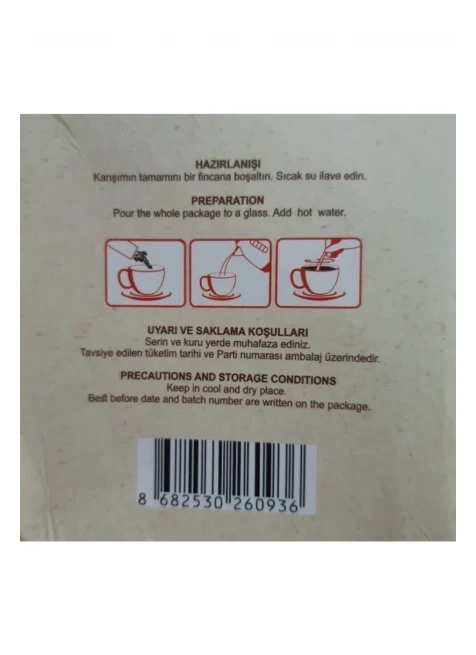 HAZIRLANIŞI
Karışımın tamamını bir fincana boşaltın. Sıcak su ilave edin.
PREPARATION
Pour the whole package to a glass. Add hot water.
UYARI VE SAKLAMA KOŞULLARI
Serin ve kuru yerde muhafaza ediniz.
Tavsiye edilen tüketim tarihi ve Parti numarası ambalaj üzerindedir.
PRECAUTIONS AND STORAGE CONDITIONS
Keep in cool and dry place.
Best before date and batch number are written on the package.
8 682530 260936